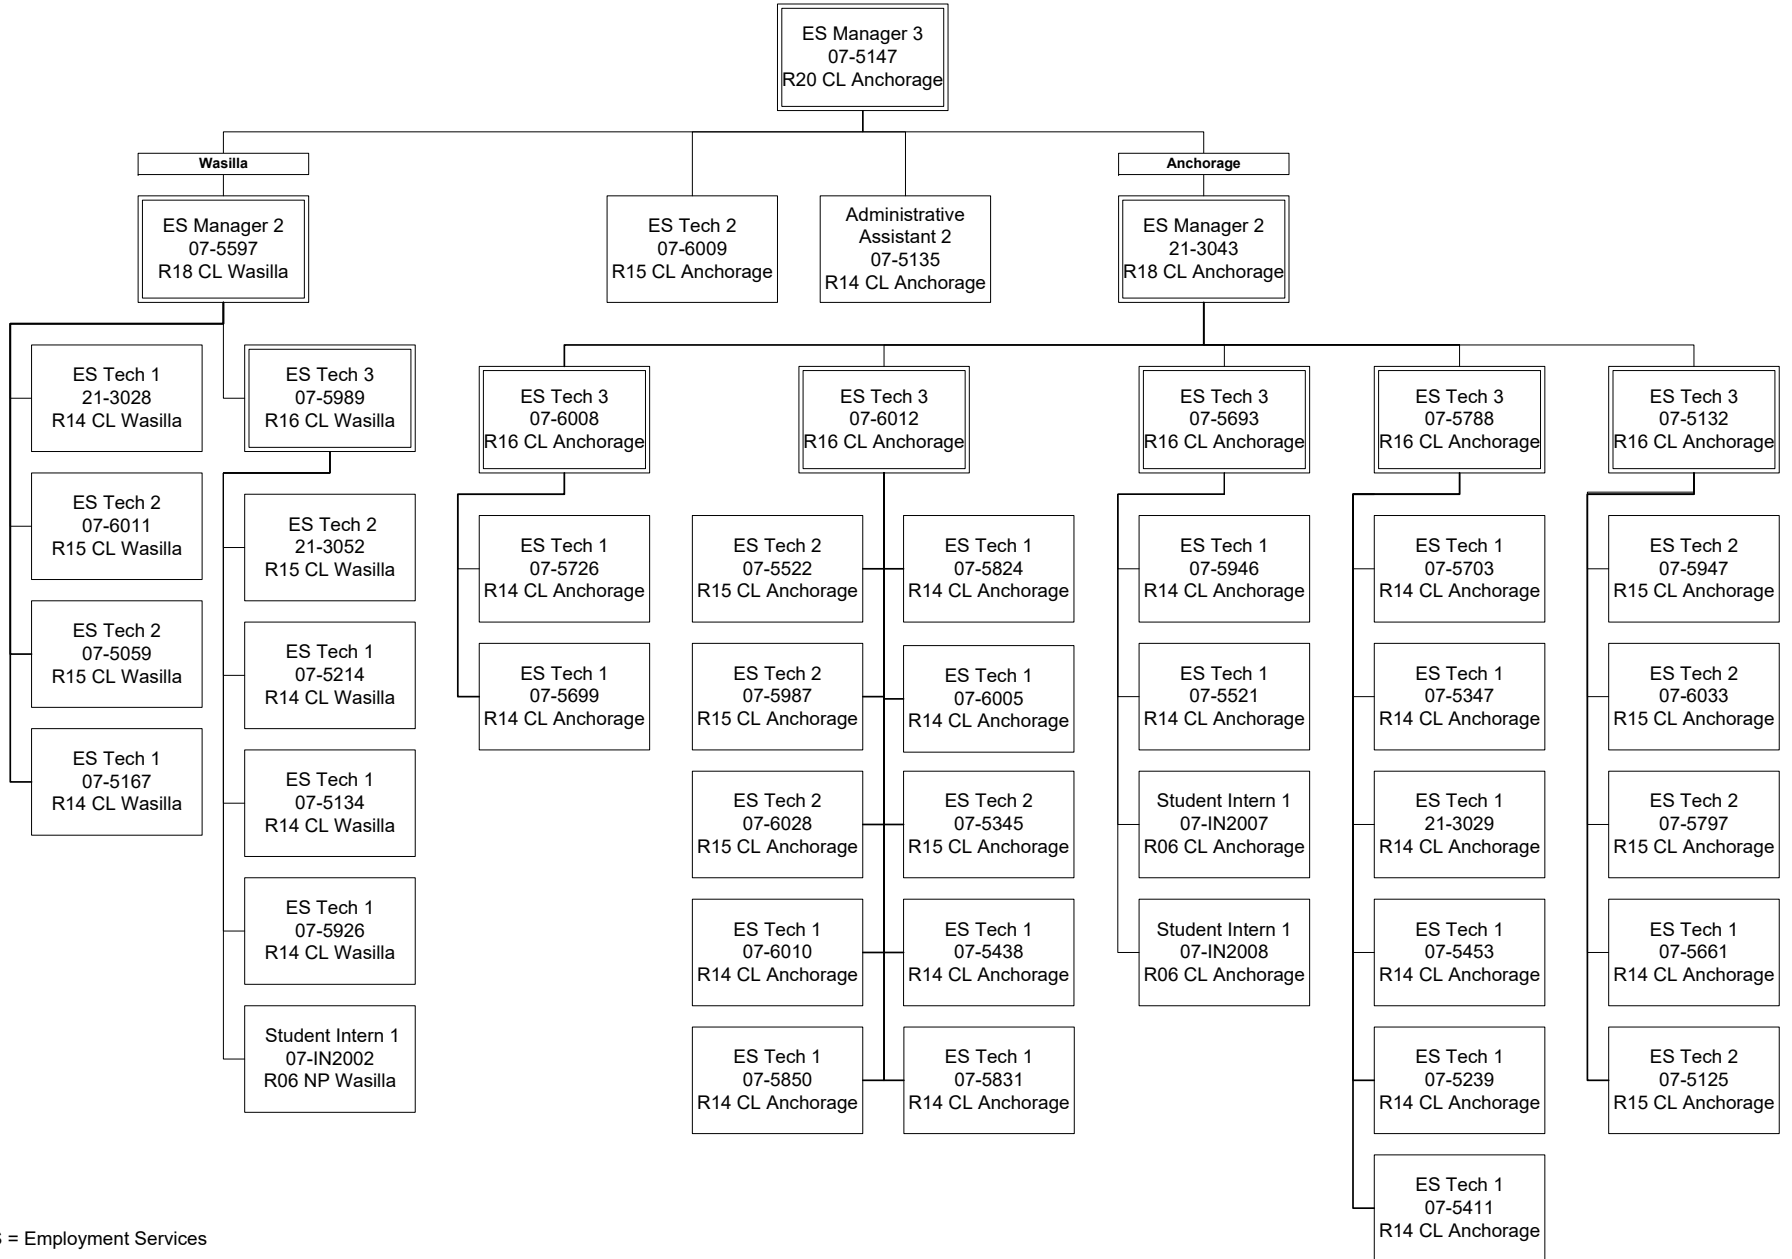 ES Manager 3
07-5147
R20 CL Anchorage
Wasilla
Anchorage
ES Manager 2
07-5597
R18 CL Wasilla
ES Tech 2
07-6009
R15 CL Anchorage
Administrative
Assistant 2
07-5135
R14 CL Anchorage
ES Manager 2
21-3043
R18 CL Anchorage
ES Tech 1
21-3028
R14 CL Wasilla
ES Tech 2
07-6011
R15 CL Wasilla
ES Tech 2
07-5059
R15 CL Wasilla
ES Tech 1
07-5167
R14 CL Wasilla
ES Tech 3
07-5989
R16 CL Wasilla
ES Tech 2
21-3052
R15 CL Wasilla
ES Tech 1
07-5214
R14 CL Wasilla
ES Tech 1
07-5134
R14 CL Wasilla
ES Tech 1
07-5926
R14 CL Wasilla
Student Intern 1
07-IN2002
R06 NP Wasilla
ES Tech 3
07-6008
R16 CL Anchorage
ES Tech 1
07-5726
R14 CL Anchorage
ES Tech 1
07-5699
R14 CL Anchorage
ES Tech 3
07-6012
R16 CL Anchorage
ES Tech 2
07-5522
R15 CL Anchorage
ES Tech 1
07-5824
R14 CL Anchorage
ES Tech 2
07-5987
R15 CL Anchorage
ES Tech 1
07-6005
R14 CL Anchorage
ES Tech 2
07-6028
R15 CL Anchorage
ES Tech 2
07-5345
R15 CL Anchorage
ES Tech 1
07-6010
R14 CL Anchorage
ES Tech 1
07-5438
R14 CL Anchorage
ES Tech 1
07-5850
R14 CL Anchorage
ES Tech 1
07-5831
R14 CL Anchorage
ES Tech 3
07-5693
R16 CL Anchorage
ES Tech 1
07-5946
R14 CL Anchorage
ES Tech 1
07-5521
R14 CL Anchorage
Student Intern 1
07-IN2007
R06 CL Anchorage
Student Intern 1
07-IN2008
R06 CL Anchorage
ES Tech 3
07-5788
R16 CL Anchorage
ES Tech 1
07-5703
R14 CL Anchorage
ES Tech 1
07-5347
R14 CL Anchorage
ES Tech 1
21-3029
R14 CL Anchorage
ES Tech 1
07-5453
R14 CL Anchorage
ES Tech 1
07-5239
R14 CL Anchorage
ES Tech 1
07-5411
R14 CL Anchorage
ES Tech 3
07-5132
R16 CL Anchorage
ES Tech 2
07-5947
R15 CL Anchorage
ES Tech 2
07-6033
R15 CL Anchorage
ES Tech 2
07-5797
R15 CL Anchorage
ES Tech 1
07-5661
R14 CL Anchorage
ES Tech 2
07-5125
R15 CL Anchorage
= Employment Services